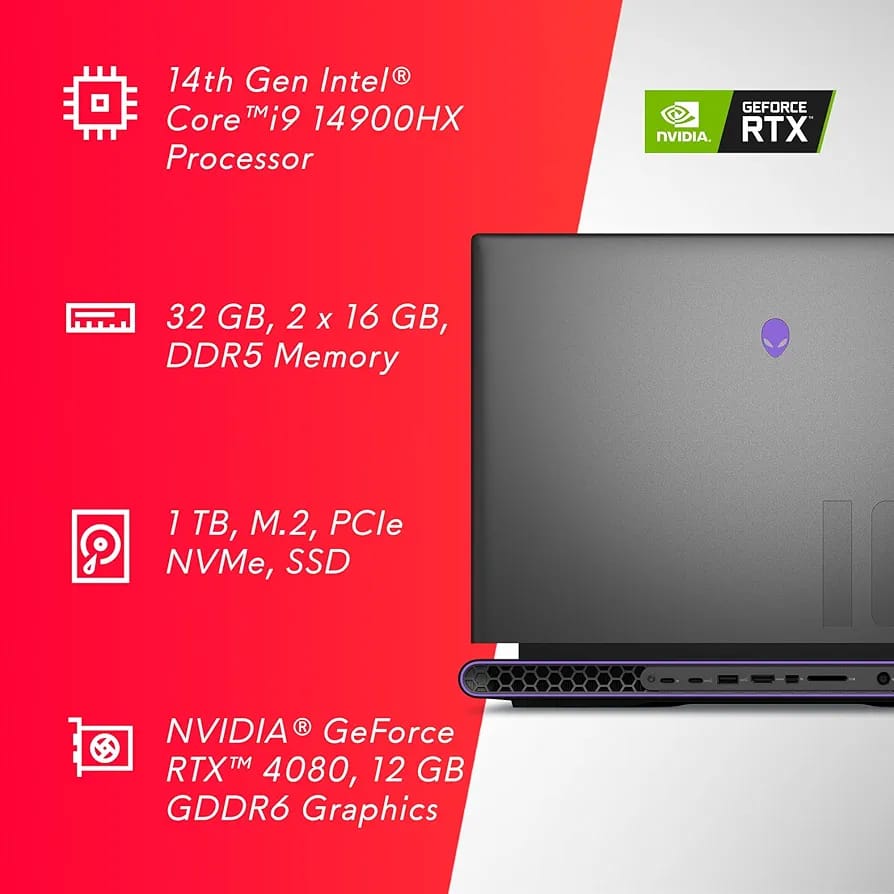 14th Gen Intel®
Core™i9 14900HX
Processor
NVIDIA.
GEFORCE
RTX™
32 GB, 2 x 16 GB,
DDR5 Memory
1 TB, M.2, PCIe
NVMe, SSD
NVIDIA® GeForce
RTX™ 4080, 12 GB
GDDR6 Graphics